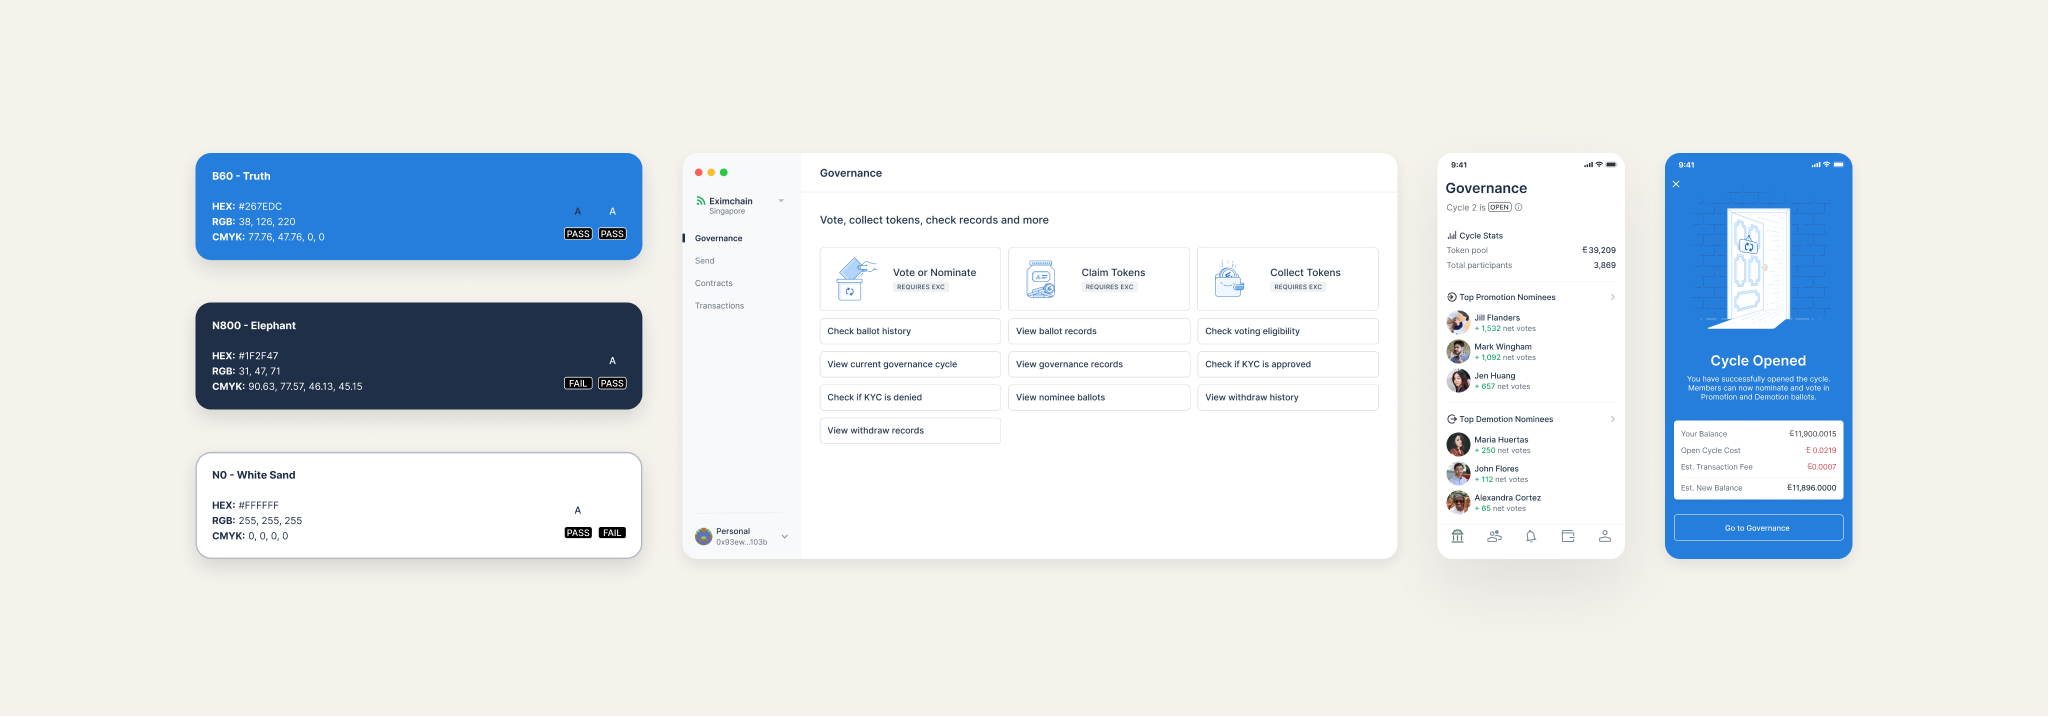 B60 - Truth
HEX: #267EDC
RGB: 38, 126, 220
CMYK: 77.76, 47.76, 0, 0
A A
PASS PASS
N800 - Elephant
HEX: #1F2F47
RGB: 31, 47, 71
CMYK: 90.63, 77.57, 46.13, 45.15
A
FAIL PASS
N0 - White Sand
HEX: #FFFFFF
RGB: 255, 255, 255
CMYK: 0, 0, 0, 0
A
PASS FAIL
Eximchain
Singapore
Governance
Send
Contracts
Transactions
Personal
0x93ew...103b
Governance
Vote, collect tokens, check records and more
Vote or Nominate
REQUIRES EXC
Claim Tokens
REQUIRES EXC
Collect Tokens
REQUIRES EXC
Check ballot history
View ballot records
Check voting eligibility
View current governance cycle
View governance records
Check if KYC is approved
Check if KYC is denied
View nominee ballots
View withdraw history
View withdraw records
9:41
Governance
Cycle 2 is OPEN
Cycle Stats
Token pool €39,209
Total participants 3,869
Top Promotion Nominees
Jill Flanders
+ 1,532 net votes
Mark Wingham
+ 1,092 net votes
Jen Huang
+ 657 net votes
Top Demotion Nominees
Maria Huertas
+ 250 net votes
John Flores
+ 112 net votes
Alexandra Cortez
+ 65 net votes
9:41
Cycle Opened
You have successfully opened the cycle.
Members can now nominate and vote in
Promotion and Demotion ballots.
Your Balance €11,900.0015
Open Cycle Cost € 0.0219
Est. Transaction Fee €0.0007
Est. New Balance €11,896.0000
Go to Governance